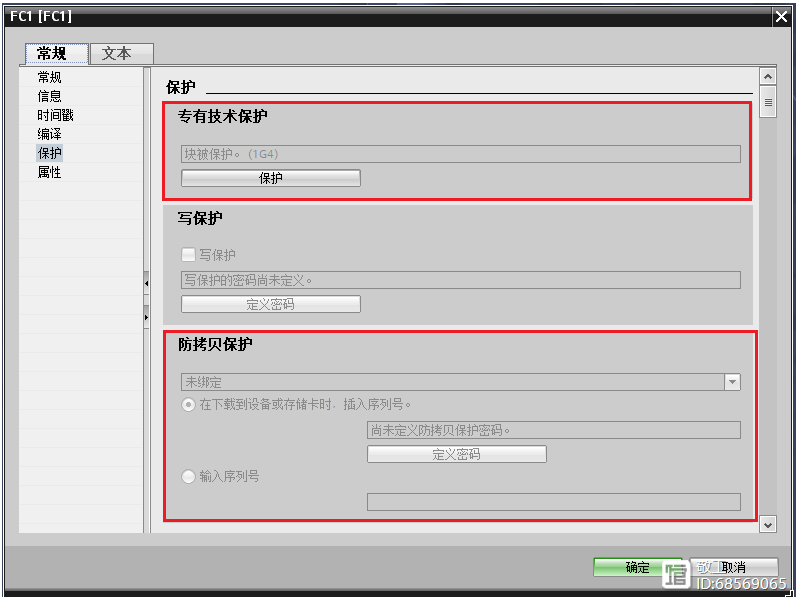 FC1 [FC1]
常规
文本
常规
信息
时间戳
编译
保护
属性
保护
专有技术保护
块被保护。 (1G4)
保护
写保护
写保护
写保护的密码尚未定义。
定义密码
防拷贝保护
未绑定
在下载到设备或存储卡时，插入序列号。
尚未定义防拷贝保护密码。
定义密码
输入序列号
确定
取消
ID:68569065